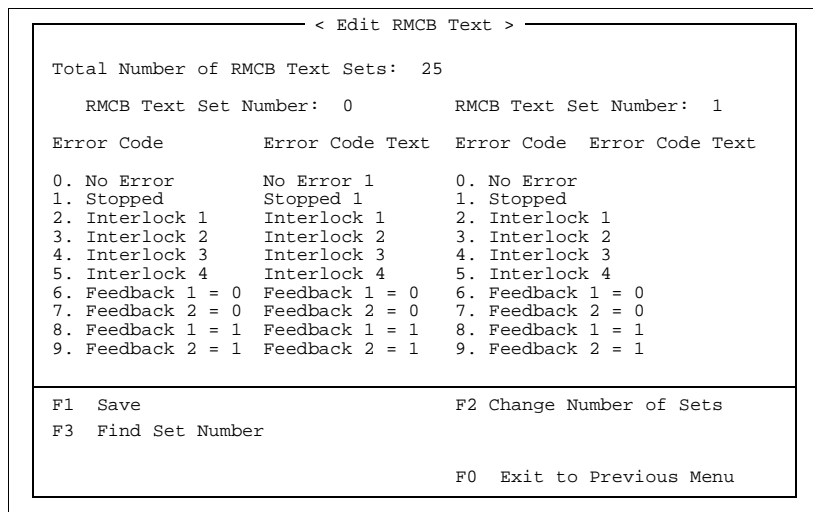 < Edit RMCB Text >
Total Number of RMCB Text Sets: 25
RMCB Text Set Number: 0 RMCB Text Set Number: 1
Error Code Error Code Text Error Code Error Code Text
0. No Error No Error 1 0. No Error
1. Stopped Stopped 1 1. Stopped
2. Interlock 1 Interlock 1 2. Interlock 1
3. Interlock 2 Interlock 2 3. Interlock 2
4. Interlock 3 Interlock 3 4. Interlock 3
5. Interlock 4 Interlock 4 5. Interlock 4
6. Feedback 1 = 0 Feedback 1 = 0 6. Feedback 1 = 0
7. Feedback 2 = 0 Feedback 2 = 0 7. Feedback 2 = 0
8. Feedback 1 = 1 Feedback 1 = 1 8. Feedback 1 = 1
9. Feedback 2 = 1 Feedback 2 = 1 9. Feedback 2 = 1
F1 Save F2 Change Number of Sets
F3 Find Set Number
F0 Exit to Previous Menu